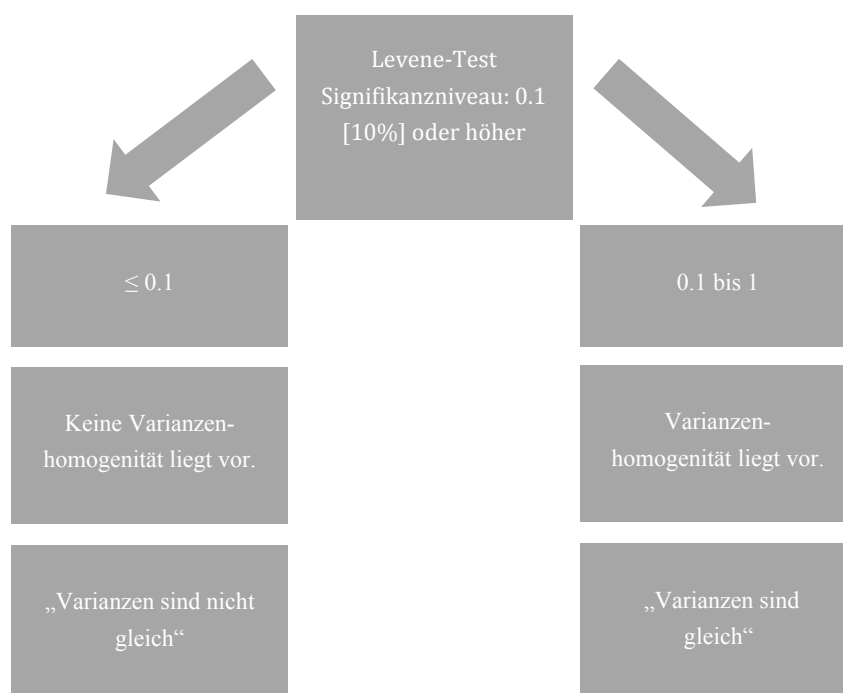 Levene-Test
Signifikanzniveau: 0.1
[10%] oder höher
≤ 0.1
0.1 bis 1
Keine Varianzen-
homogenität liegt vor.
Varianzen-
homogenität liegt vor.
„Varianzen sind nicht
gleich“
„Varianzen sind
gleich“